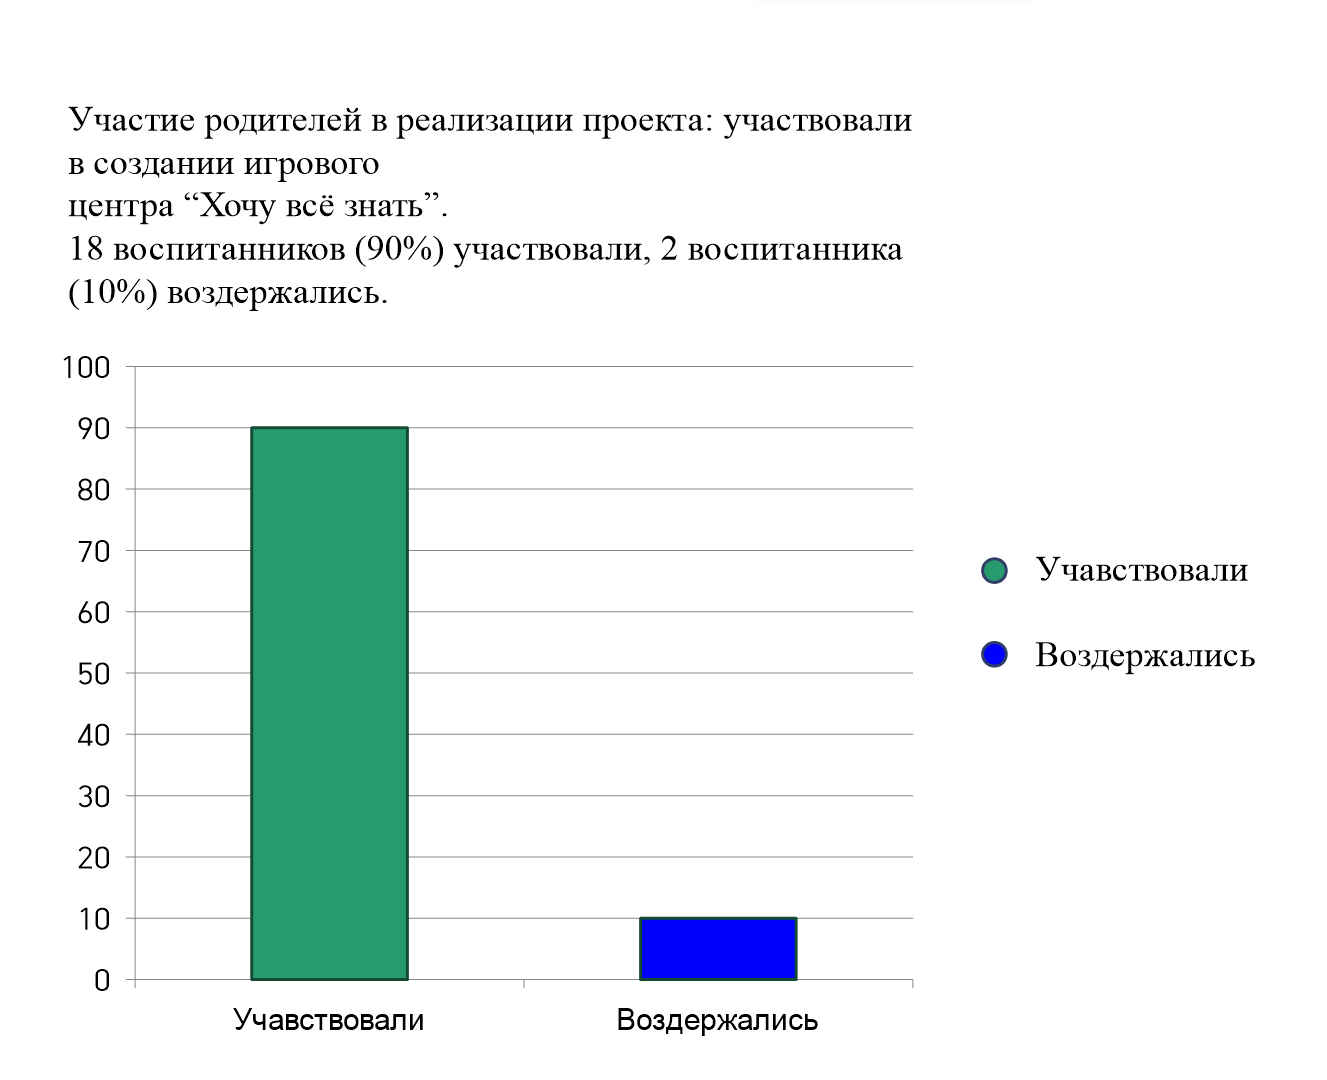 Участие родителей в реализации проекта: участвовали
в создании игрового
центра “Хочу всё знать”.
18 воспитанников (90%) участвовали, 2 воспитанника
(10%) воздержались.
100
90
80
70
60
50
40
30
20
10
0
Учавствовали
Воздержались
Учавствовали
Воздержались